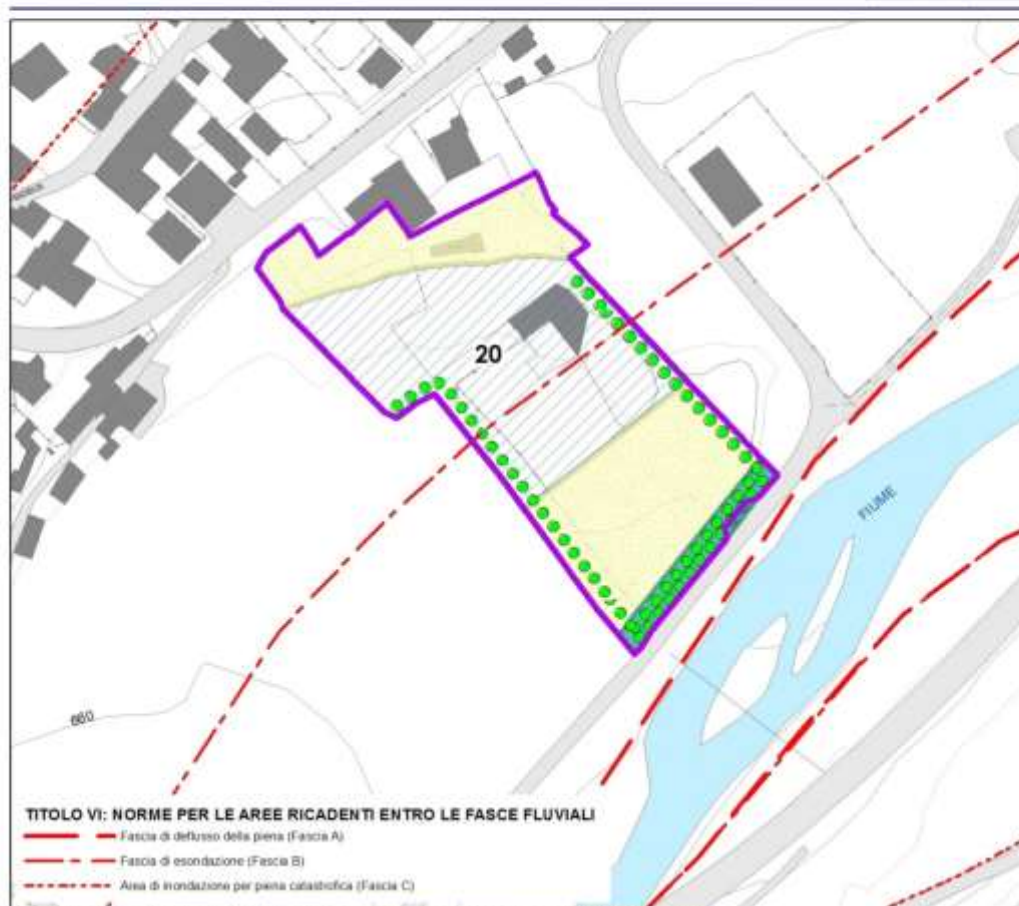 20
FIUME
660
TITOLO VI: NORME PER LE AREE RICADENTI ENTRO LE FASCE FLUVIALI
Fascia di deflusso della piena (Fascia A)
Fascia di esondazione (Fascia B)
Area di inondazione per piena catastrofica (Fascia C)